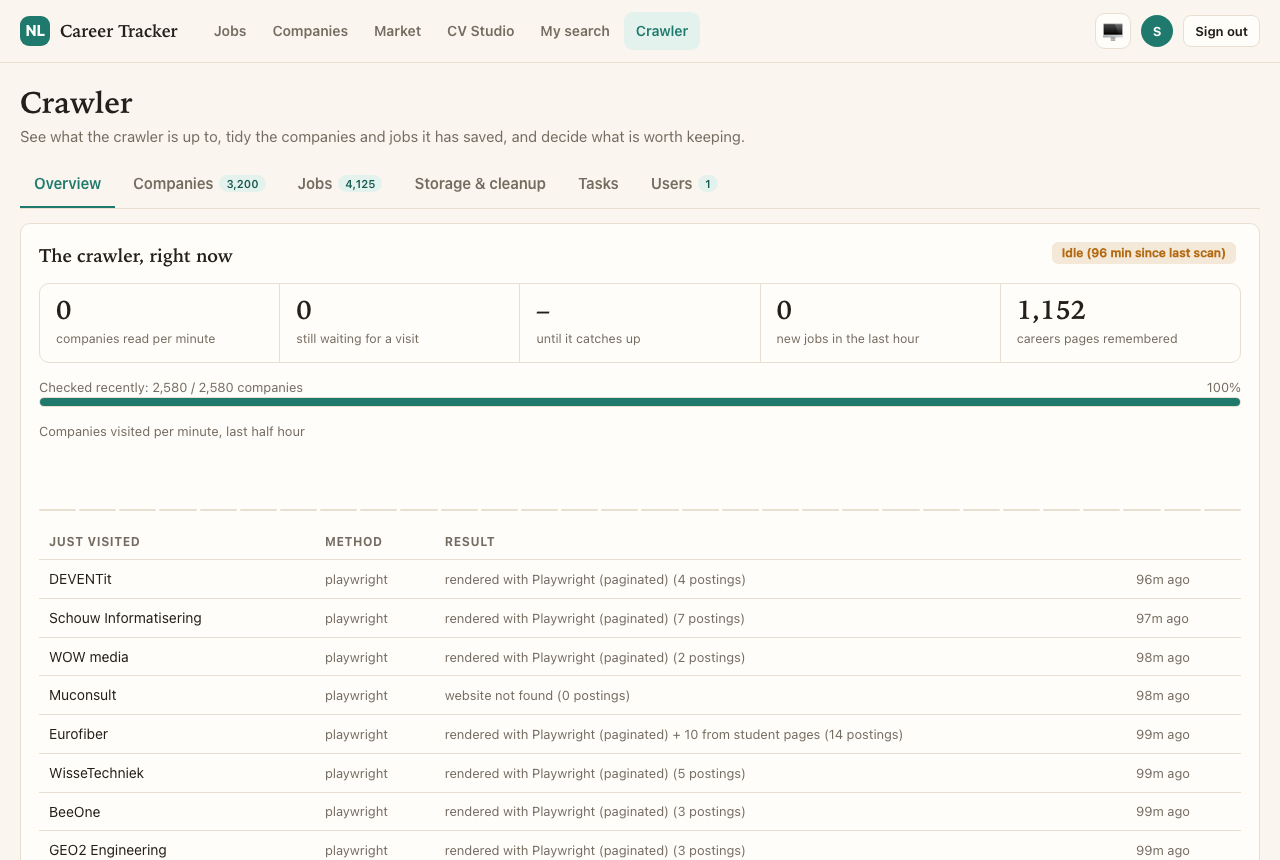 NL Career Tracker Jobs Companies Market CV Studio My search Crawler S Sign out
Crawler
See what the crawler is up to, tidy the companies and jobs it has saved, and decide what is worth keeping.
Overview Companies 3,200 Jobs 4,125 Storage & cleanup Tasks Users 1
The crawler, right now Idle (96 min since last scan)
0 0 – 0 1,152
companies read per minute still waiting for a visit until it catches up new jobs in the last hour careers pages remembered
Checked recently: 2,580 / 2,580 companies 100%
Companies visited per minute, last half hour
JUST VISITED METHOD RESULT
DEVENTit playwright rendered with Playwright (paginated) (4 postings) 96m ago
Schouw Informatisering playwright rendered with Playwright (paginated) (7 postings) 97m ago
WOW media playwright rendered with Playwright (paginated) (2 postings) 98m ago
Muconsult playwright website not found (0 postings) 98m ago
Eurofiber playwright rendered with Playwright (paginated) + 10 from student pages (14 postings) 99m ago
WisseTechniek playwright rendered with Playwright (paginated) (5 postings) 99m ago
BeeOne playwright rendered with Playwright (paginated) (3 postings) 99m ago
GEO2 Engineering playwright rendered with Playwright (paginated) (3 postings) 99m ago